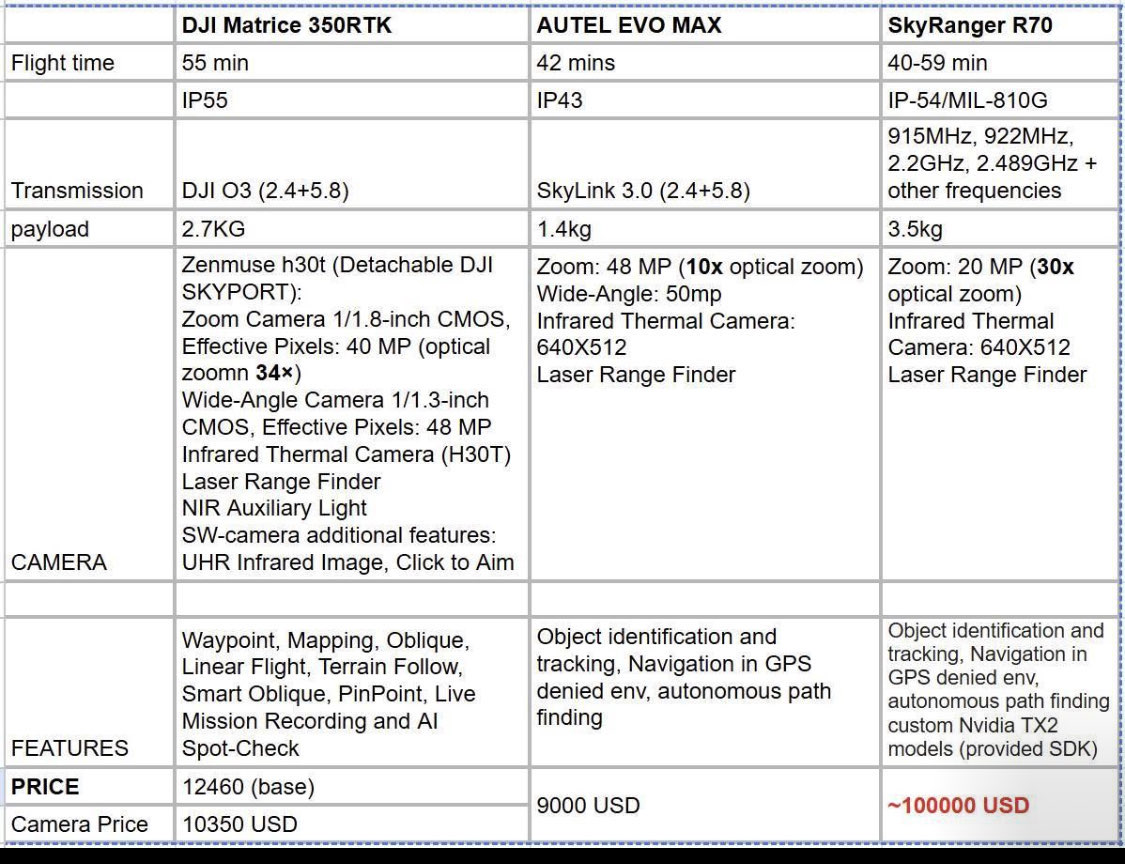 DJI Matrice 350RTK
AUTEL EVO MAX
SkyRanger R70
Flight time
55 min
42 mins
40-59 min
IP55
IP43
IP-54/MIL-810G
Transmission
DJI O3 (2.4+5.8)
SkyLink 3.0 (2.4+5.8)
915MHz, 922MHz,
2.2GHz, 2.489GHz +
other frequencies
payload
2.7KG
1.4kg
3.5kg
CAMERA
Zenmuse h30t (Detachable DJI
SKYPORT):
Zoom Camera 1/1.8-inch CMOS,
Effective Pixels: 40 MP (optical
zoomn 34×)
Wide-Angle Camera 1/1.3-inch
CMOS, Effective Pixels: 48 MP
Infrared Thermal Camera (H30T)
Laser Range Finder
NIR Auxiliary Light
SW-camera additional features:
UHR Infrared Image, Click to Aim
Zoom: 48 MP (10x optical zoom)
Wide-Angle: 50mp
Infrared Thermal Camera:
640X512
Laser Range Finder
Zoom: 20 MP (30x
optical zoom)
Infrared Thermal
Camera: 640X512
Laser Range Finder
FEATURES
Waypoint, Mapping, Oblique,
Linear Flight, Terrain Follow,
Smart Oblique, PinPoint, Live
Mission Recording and AI
Spot-Check
Object identification and
tracking, Navigation in GPS
denied env, autonomous path
finding
Object identification and
tracking, Navigation in
GPS denied env,
autonomous path finding
custom Nvidia TX2
models (provided SDK)
PRICE
12460 (base)
9000 USD
~100000 USD
Camera Price
10350 USD